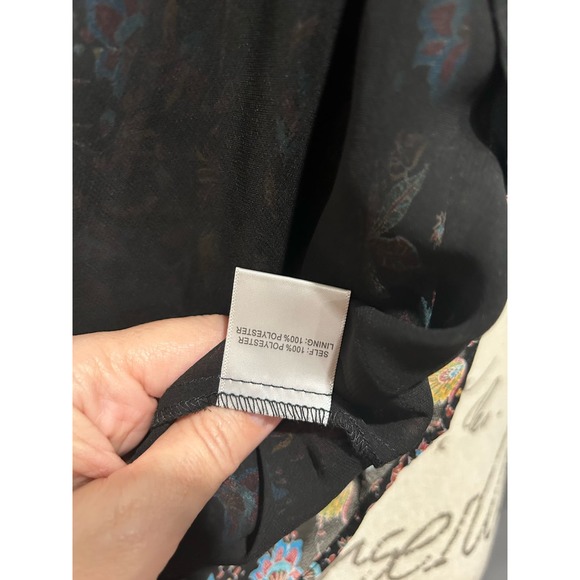 SELF: 100% POLYESTER
LINING: 100% POLYESTER